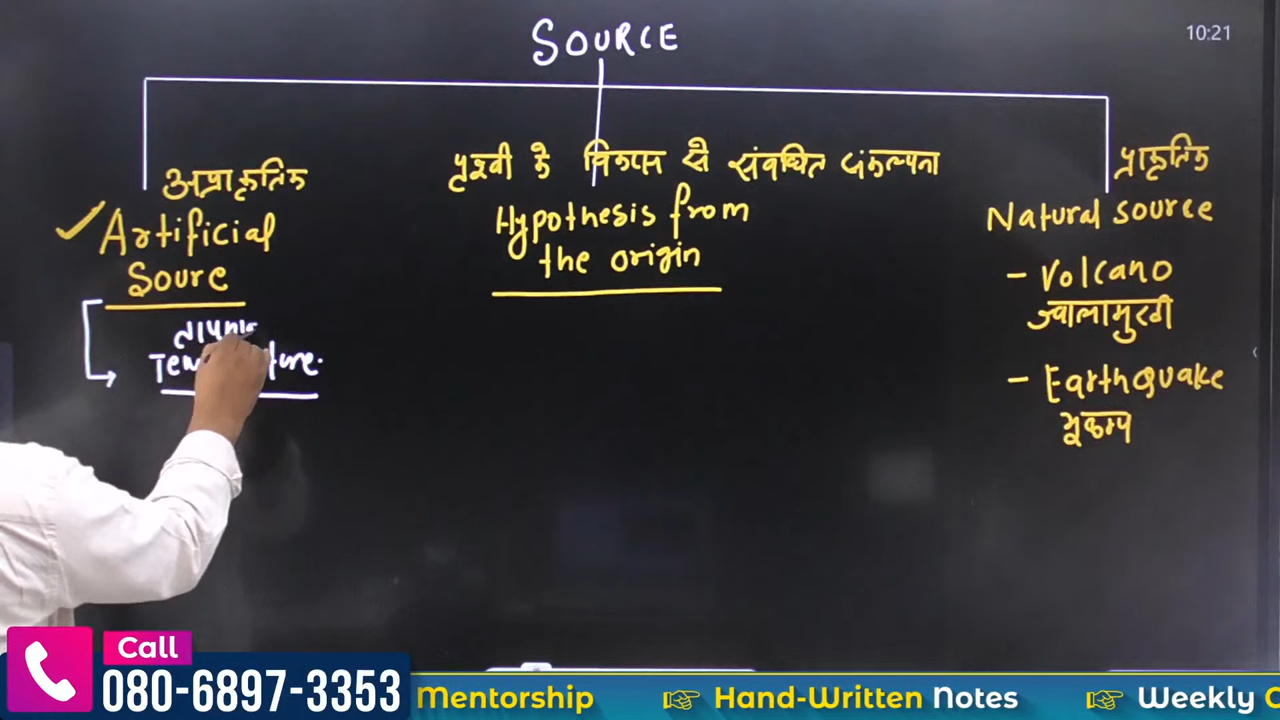 SOURCE
10:21
अप्राकृतिक
Artificial
Soure
तापमान
पृथ्वी के विकास से संबंधित संकल्पना
Hypothesis from
the origin
प्राकृतिक
Natural source
- Volcano
ज्वालामुखी
- Earthquake
भूकम्प
Call
080-6897-3353
Mentorship
Hand-Written Notes
Weekly